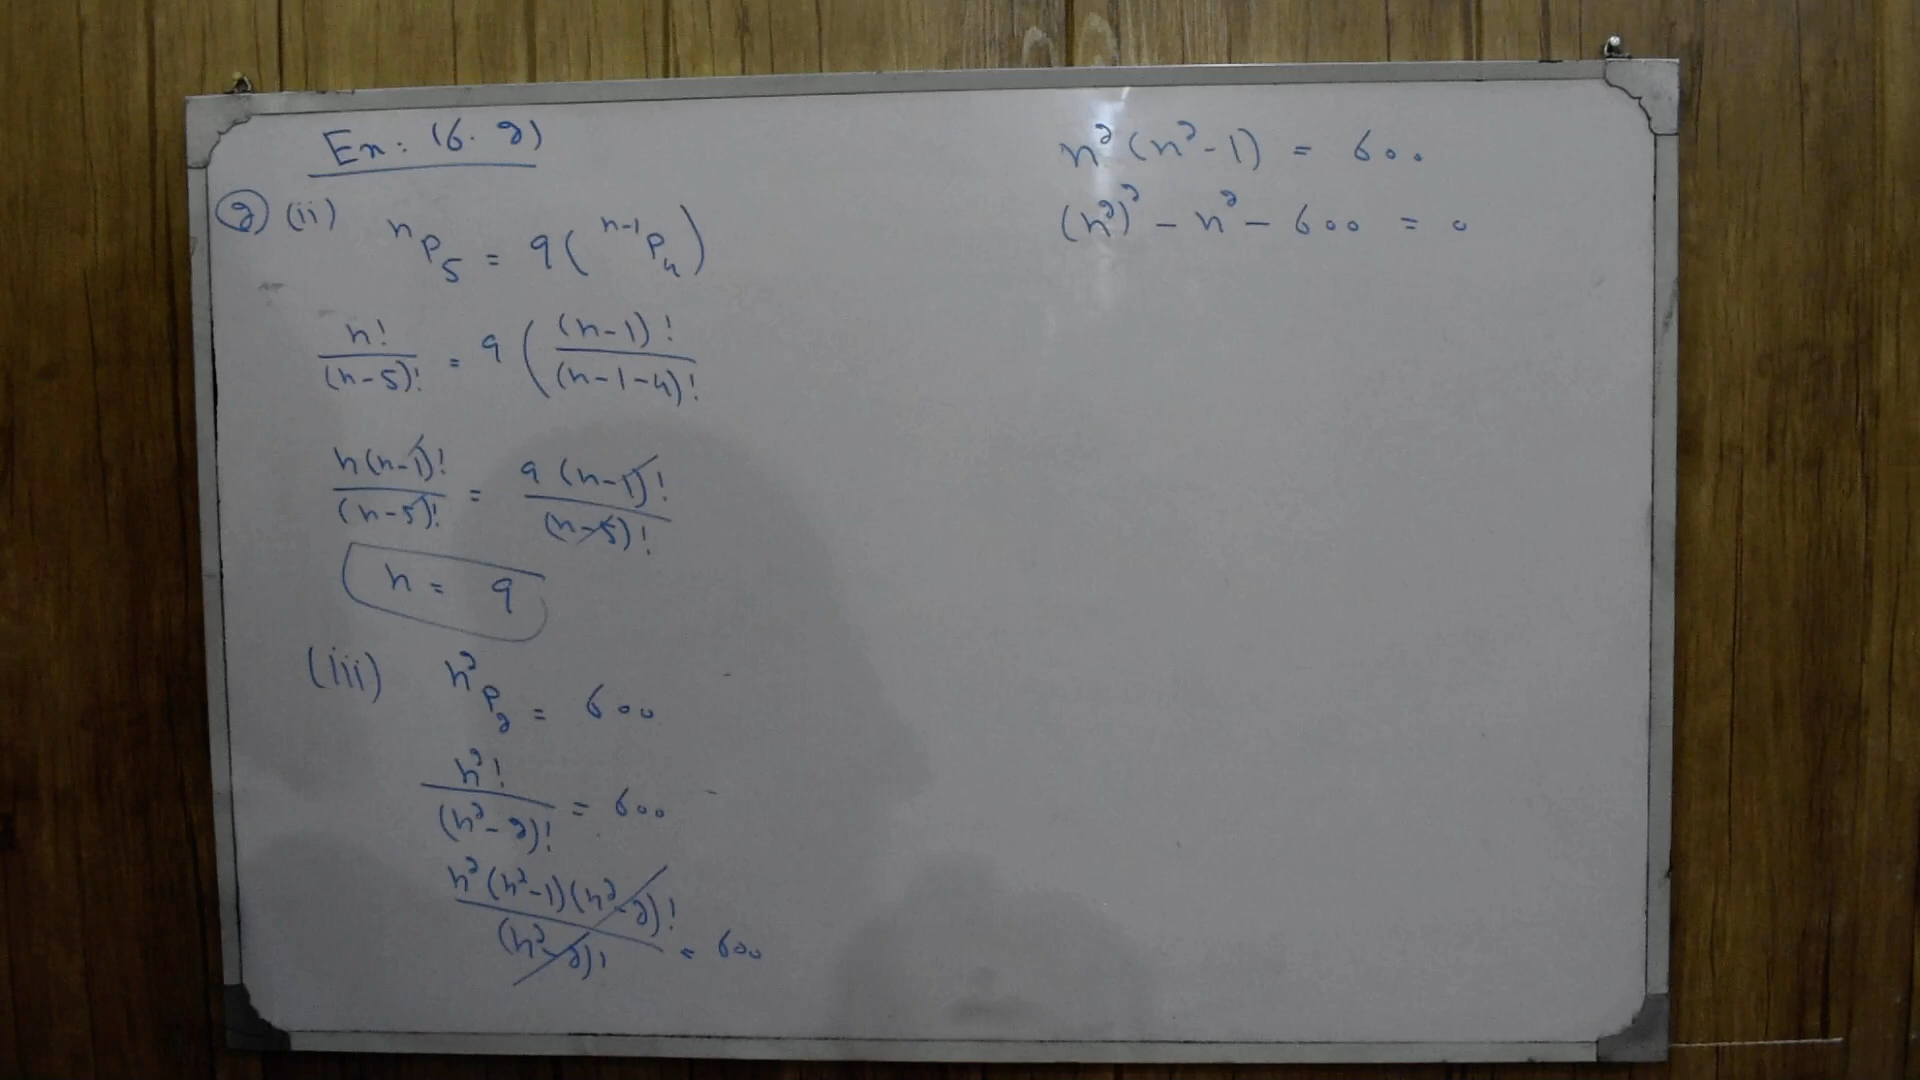 Ex: (6.2)
② (ii) ⁿP₅ = 9(ⁿ⁻¹P₄)
n!/(n-5)! = 9((n-1)!/(n-1-4)!
n(n-1)!/(n-5)! = 9(n-1)!/(n-5)!
n = 9
(iii) n²P₂ = 600
n²!/(n²-2)! = 600
n²(n²-1)(n²-2)!/(n²-2)! = 600
n²(n²-1) = 600
(n²)² - n² - 600 = 0